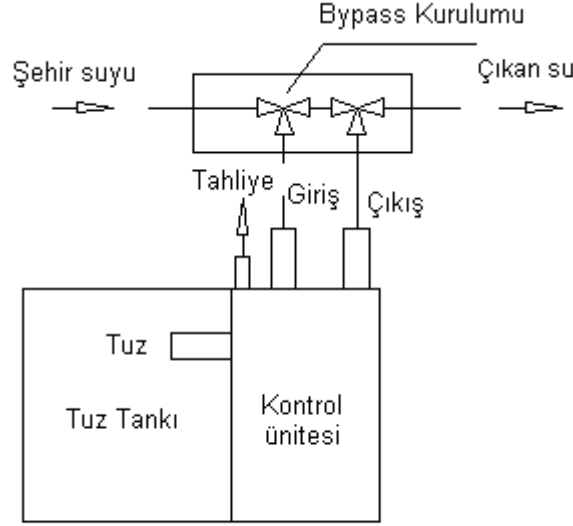 Bypass Kurulumu
Şehir suyu
Çıkan su
Tahliye
Giriş
Çıkış
Tuz
Tuz Tankı
Kontrol
ünitesi